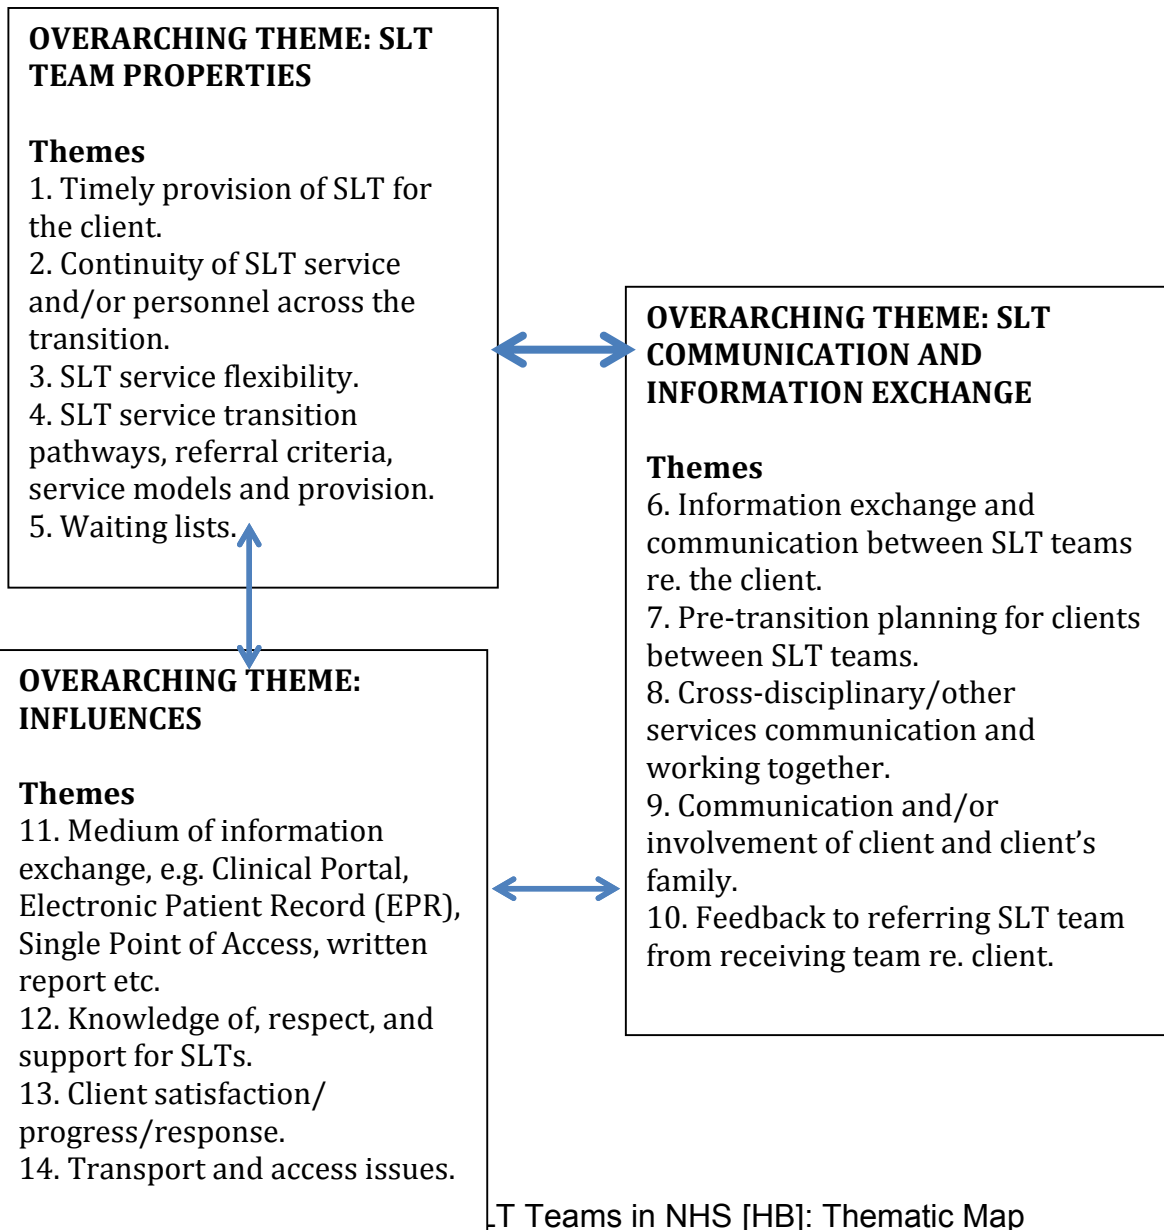 OVERARCHING THEME: SLT
TEAM PROPERTIES
Themes
1. Timely provision of SLT for
the client.
2. Continuity of SLT service
and/or personnel across the
transition.
3. SLT service flexibility.
4. SLT service transition
pathways, referral criteria,
service models and provision.
5. Waiting lists.
OVERARCHING THEME: SLT
COMMUNICATION AND
INFORMATION EXCHANGE
Themes
6. Information exchange and
communication between SLT teams
re. the client.
7. Pre-transition planning for clients
between SLT teams.
8. Cross-disciplinary/other
services communication and
working together.
9. Communication and/or
involvement of client and client’s
family.
10. Feedback to referring SLT team
from receiving team re. client.
OVERARCHING THEME:
INFLUENCES
Themes
11. Medium of information
exchange, e.g. Clinical Portal,
Electronic Patient Record (EPR),
Single Point of Access, written
report etc.
12. Knowledge of, respect, and
support for SLTs.
13. Client satisfaction/
progress/response.
14. Transport and access issues.
LT Teams in NHS [HB]: Thematic Map